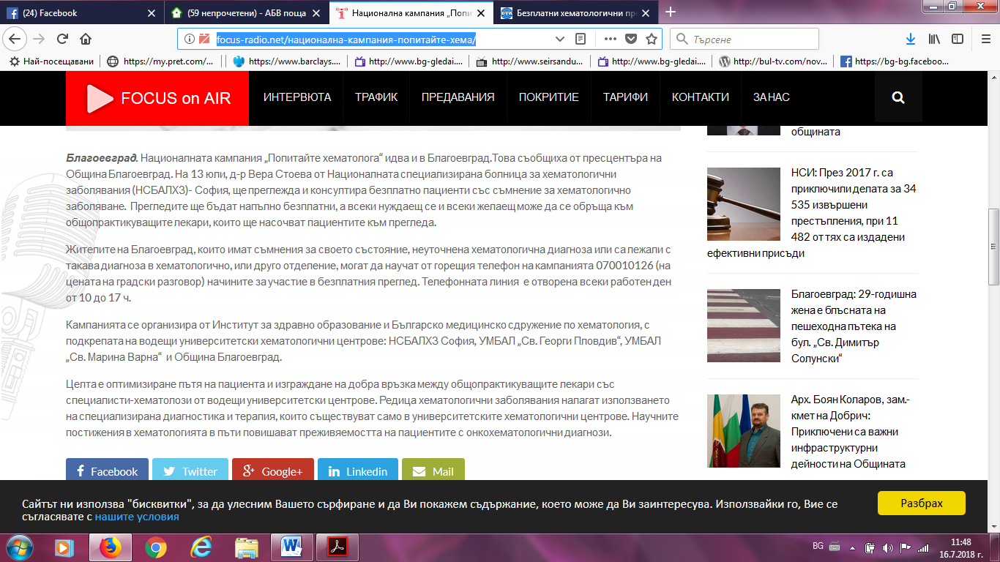 (24) Facebook
(59 непрочетени) - АБВ поща
Национална кампания „Попи
Безплатни хематологични пре
focus-radio.net/национална-кампания-попитайте-хема/
Търсене
Най-посещавани
https://my.pret.com/...
https://www.barclays....
http://www.bg-gledai....
http://www.seirsandu...
http://www.bg-gledai....
http://bul-tv.com/nov...
https://bg-bg.faceboo...
FOCUS on AIR
ИНТЕРВЮТА
ТРАФИК
ПРЕДАВАНИЯ
ПОКРИТИЕ
ТАРИФИ
КОНТАКТИ
ЗА НАС
Благоевград. Националната кампания „Попитайте хематолога“ идва и в Благоевград.Това съобщиха от пресцентъра на
Община Благоевград. На 13 юли, д-р Вера Стоева от Националната специализирана болница за хематологични
заболявания (НСБАЛХЗ)- София, ще преглежда и консултира безплатно пациенти със съмнение за хематологично
заболяване. Прегледите ще бъдат напълно безплатни, а всеки нуждаещ се и всеки желаещ може да се обръща към
общопрактикуващите лекари, които ще насочват пациентите към прегледа.
Жителите на Благоевград, които имат съмнения за своето състояние, неуточнена хематологична диагноза или са лежали с
такава диагноза в хематологично, или друго отделение, могат да научат от горещия телефон на кампанията 070010126 (на
цената на градски разговор) начините за участие в безплатния преглед. Телефонната линия е отворена всеки работен ден
от 10 до 17 ч.
Кампанията се организира от Институт за здравно образование и Българско медицинско сдружение по хематология, с
подкрепата на водещи университетски хематологични центрове: НСБАЛХЗ София, УМБАЛ „Св. Георги Пловдив“, УМБАЛ
„Св. Марина Варна“ и Община Благоевград.
Целта е оптимизиране пътя на пациента и изграждане на добра връзка между общопрактикуващите лекари със
специалисти-хематолози от водещи университетски центрове. Редица хематологични заболявания налагат използването
на специализирана диагностика и терапия, които съществуват само в университетските хематологични центрове. Научните
постижения в хематологията в пъти повишават преживяемостта на пациентите с онкохематологични диагнози.
Facebook
Twitter
Google+
Linkedin
Mail
общината
НСИ: През 2017 г. са
приключили делата за 34
535 извършени
престъпления, при 11
482 от тях са издадени
ефективни присъди
Благоевград: 29-годишна
жена е блъсната на
пешеходна пътека на
бул. „Св. Димитър
Солунски“
Арх. Боян Коларов, зам.-
кмет на Добрич:
Приключени са важни
инфраструктурни
дейности на Общината
Сайтът ни използва "бисквитки", за да улесним Вашето сърфиране и да Ви покажем съдържание, което може да Ви заинтересува. Използвайки го, Вие се
съгласявате с нашите условия
Разбрах
BG
11:48
16.7.2018 г.